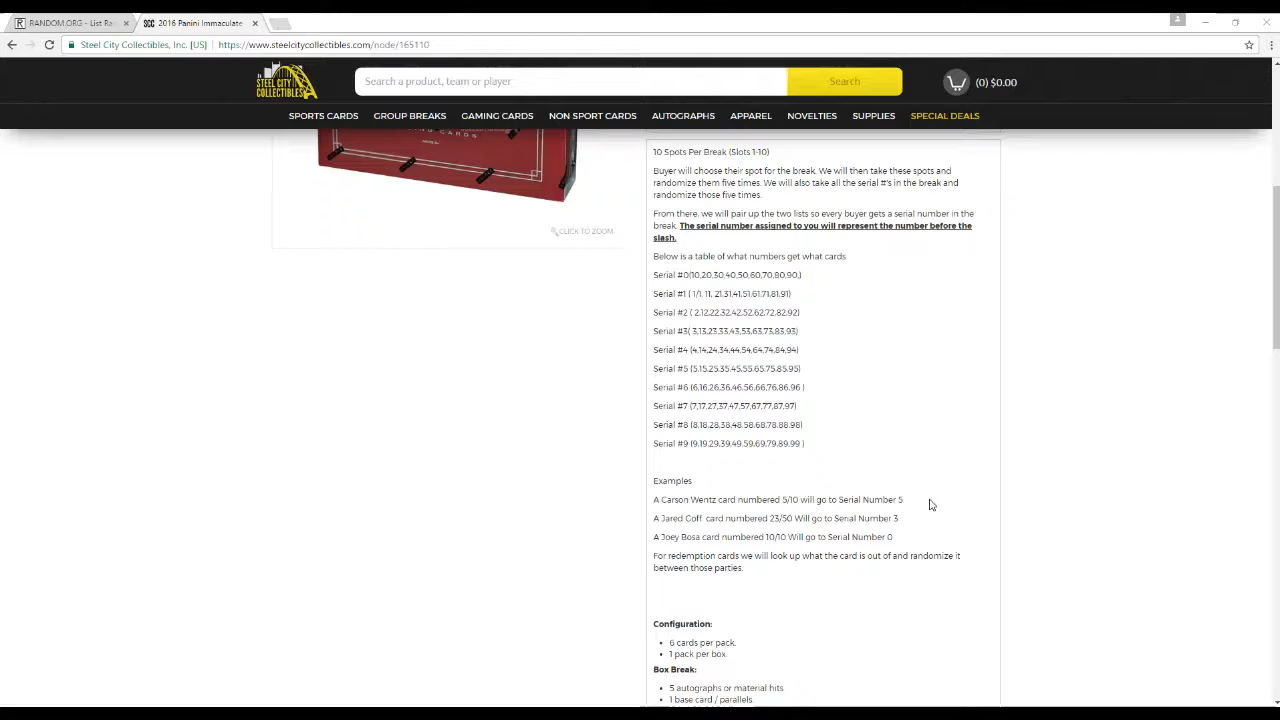 RANDOM.ORG - List Ra
SCC 2016 Panini Immaculate
Steel City Collectibles, Inc. [US]
https://www.steelcitycollectibles.com/node/165110
STEEL CITY
COLLECTIBLES
Search a product, team or player
Search
(0) $0.00
SPORTS CARDS
GROUP BREAKS
GAMING CARDS
NON SPORT CARDS
AUTOGRAPHS
APPAREL
NOVELTIES
SUPPLIES
SPECIAL DEALS
CLICK TO ZOOM
10 Spots Per Break (Slots 1-10)
Buyer will choose their spot for the break. We will then take these spots and
randomize them five times. We will also take all the serial #'s in the break and
randomize those five times.
From there, we will pair up the two lists so every buyer gets a serial number in the
break. The serial number assigned to you will represent the number before the
slash.
Below is a table of what numbers get what cards
Serial #0(10,20,30,40,50,60,70,80,90,)
Serial #1 ( 1/1, 11, 21,31,41,51,61,71,81,91)
Serial #2 ( 2,12,22,32,42,52,62,72,82,92)
Serial #3( 3,13,23,33,43,53,63,73,83,93)
Serial #4 (4,14,24,34,44,54,64,74,84,94)
Serial #5 (5,15,25,35,45,55,65,75,85,95)
Serial #6 (6,16,26,36,46,56,66,76,86,96 )
Serial #7 (7,17,27,37,47,57,67,77,87,97)
Serial #8 (8,18,28,38,48,58,68,78,88,98)
Serial #9 (9,19,29,39,49,59,69,79,89,99 )
Examples
A Carson Wentz card numbered 5/10 will go to Serial Number 5
A Jared Goff card numbered 23/50 Will go to Serial Number 3
A Joey Bosa card numbered 10/10 Will go to Serial Number 0
For redemption cards we will look up what the card is out of and randomize it
between those parties.
Configuration:
• 6 cards per pack.
• 1 pack per box.
Box Break:
• 5 autographs or material hits
• 1 base card / parallels